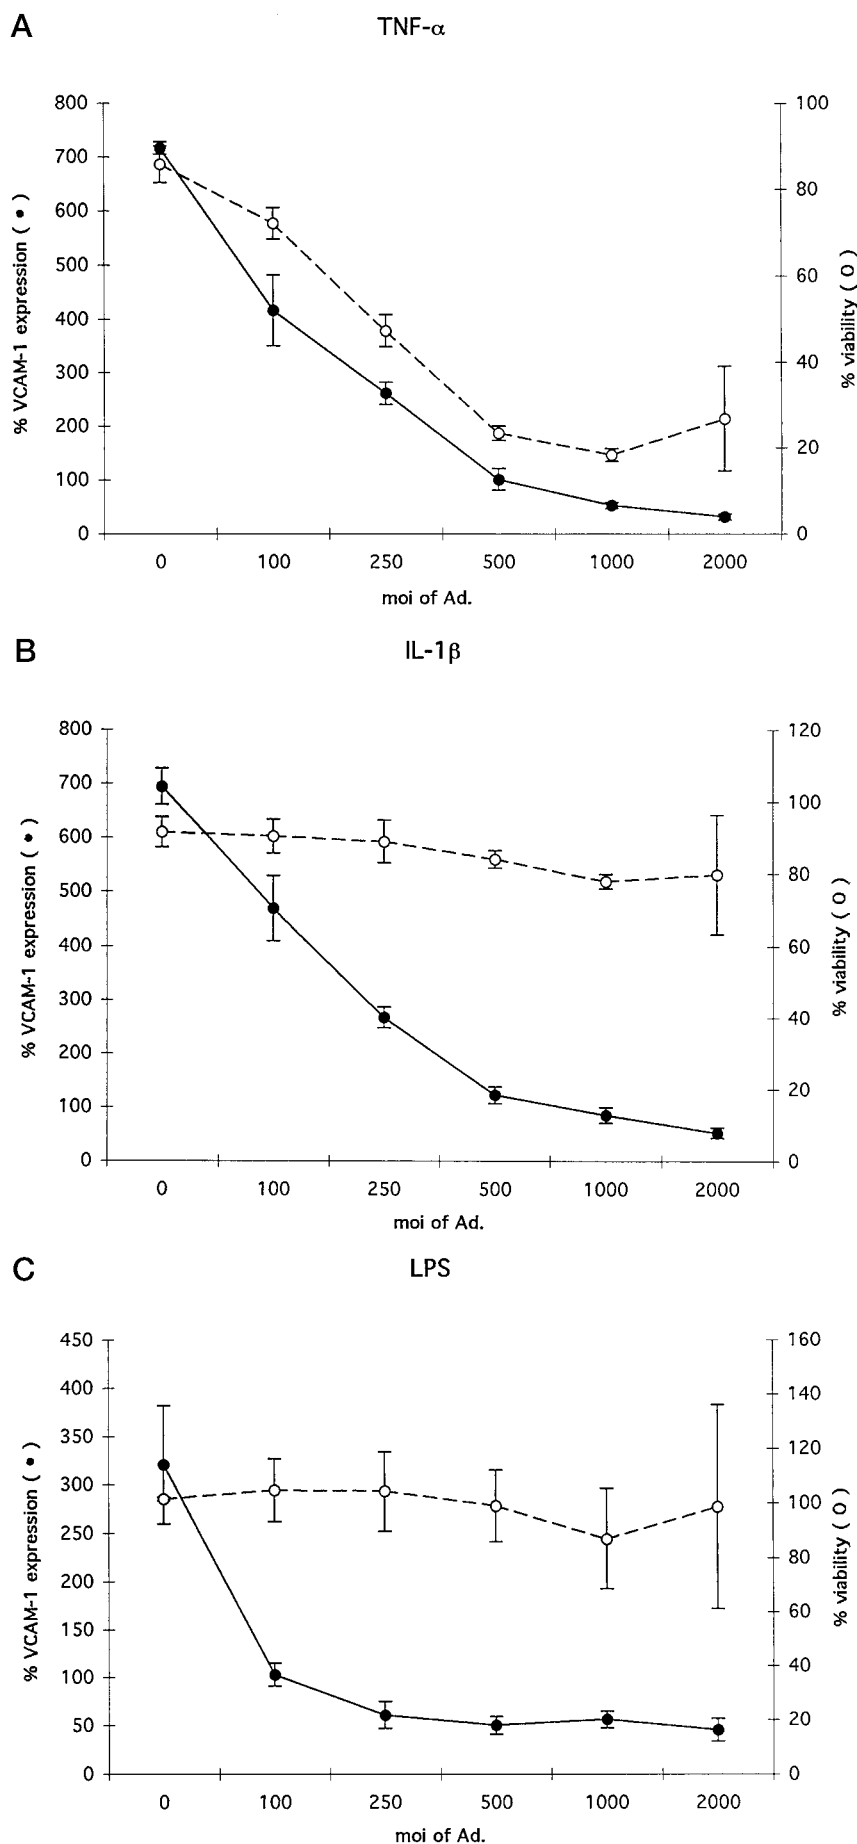 A
TNF-α
800
700
600
500
400
300
200
100
0
% VCAM-1 expression ( ● )
100
80
60
40
20
0
% viability ( O )
0 100 250 500 1000 2000
moi of Ad.
B
IL-1β
800
700
600
500
400
300
200
100
0
% VCAM-1 expression ( ● )
120
100
80
60
40
20
0
% viability ( O )
0 100 250 500 1000 2000
moi of Ad.
C
LPS
450
400
350
300
250
200
150
100
50
0
% VCAM-1 expression ( ● )
160
140
120
100
80
60
40
20
0
% viability ( O )
0 100 250 500 1000 2000
moi of Ad.